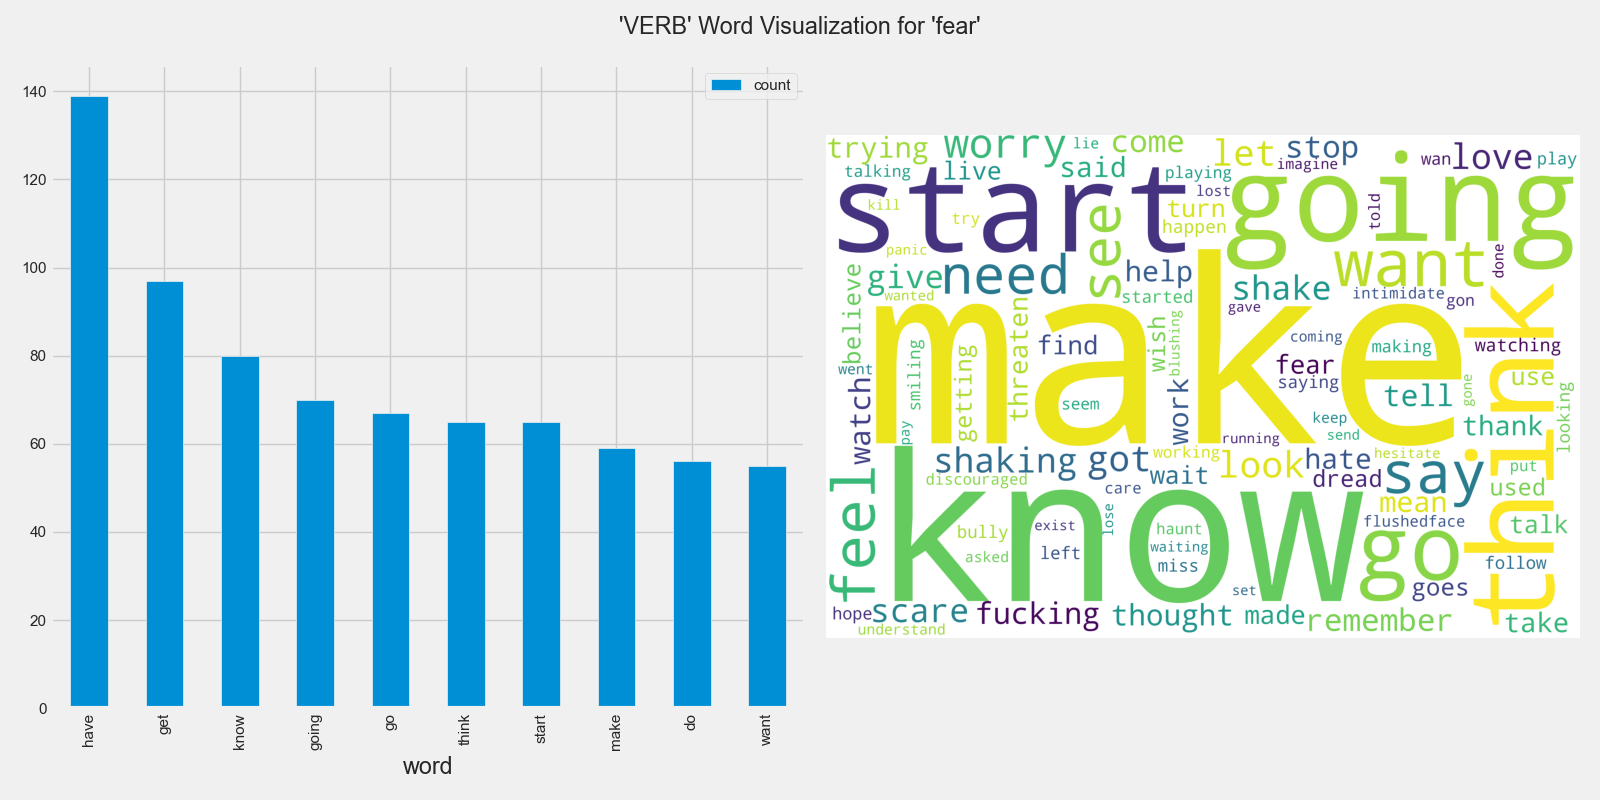 'VERB' Word Visualization for 'fear'
count
140
120
100
80
60
40
20
0
have
get
know
going
go
think
start
make
do
want
word
trying
worry
lie
come
let
stop
imagine
wan
love
play
talking
live
said
playing
lost
told
start
going
kill
try
see
turn
happen
panic
want
done
believe
give
need
help
shake
intimidate
gon
wanted
started
gave
make
think
threaten
wish
blushing
find
coming
making
watching
fear
saying
went
smiling
getting
seem
watch
work
tell
gone
use
looking
keep
send
thank
pay
running
shaking
got
working
look
hate
hesitate
say
put
discouraged
care
wait
dread
mean
used
feel
know
lose
bully
exist
haunt
flushedface
talk
asked
left
waiting
miss
go
follow
set
goes
hope
scare
fucking
thought
made
remember
take
understand